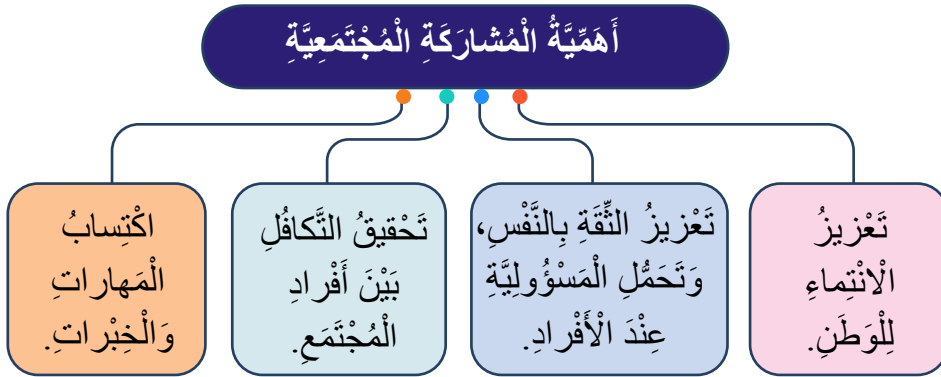 أَهَمِّيَّةُ الْمُشارَكَةِ الْمُجْتَمَعِيَّةِ
تَعْزيزُ
الْانْتِماءِ
لِلْوَطَنِ.
تَعْزيزُ الثِّقَةِ بِالنَّفْسِ،
وَتَحَمُّلِ الْمَسْؤُولِيَّةِ
عِنْدَ الْأَفْرادِ.
تَحْقيقُ التَّكافُلِ
بَيْنَ أَفْرادِ
الْمُجْتَمَعِ.
اكْتِسابُ
الْمَهاراتِ
وَالْخِبْراتِ.